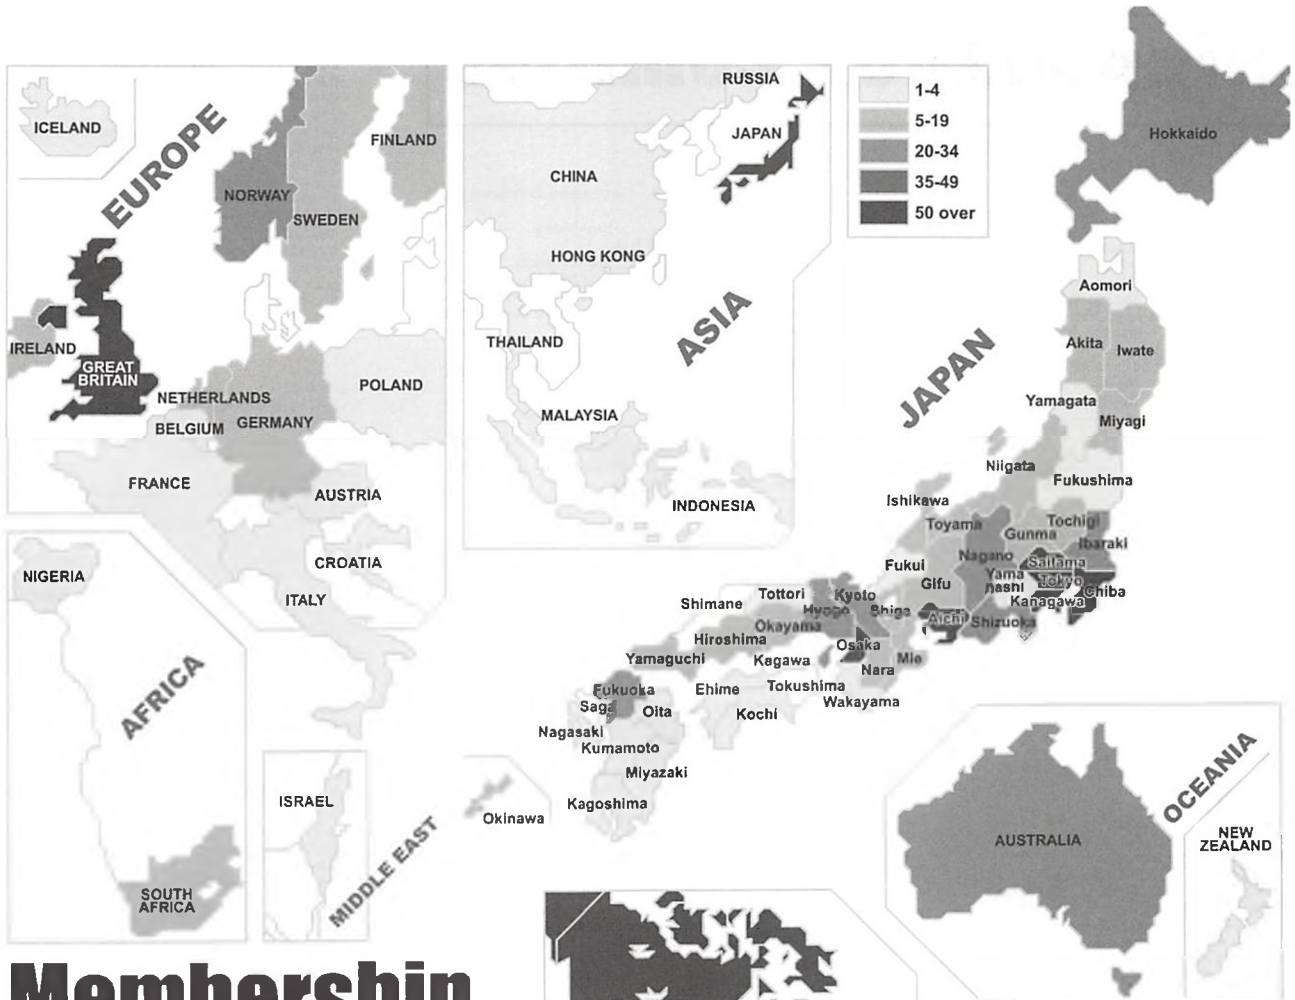 ICELAND
EUROPE
NORWAY
FINLAND
SWEDEN
IRELAND
GREAT
BRITAIN
NETHERLANDS
BELGIUM
GERMANY
POLAND
FRANCE
AUSTRIA
CROATIA
ITALY
RUSSIA
JAPAN
CHINA
HONG KONG
ASIA
THAILAND
MALAYSIA
INDONESIA
1-4
5-19
20-34
35-49
50 over
JAPAN
Hokkaido
Aomori
Akita
Iwate
Yamagata
Miyagi
Niigata
Fukushima
Ishikawa
Toyama
Tochigi
Gunma
Ibaraki
Nagano
Saitama
Fukui
Gifu
Yama
nashi
Tokyo
Chiba
Kanagawa
Tottori
Kyoto
Shimane
Hyogo
Shiga
Aichi
Shizuoka
Okayama
Hiroshima
Osaka
Yamaguchi
Kagawa
Mie
Nara
Fukuoka
Ehime
Tokushima
Wakayama
Saga
Oita
Kochi
Nagasaki
Kumamoto
Miyazaki
Kagoshima
Okinawa
NIGERIA
AFRICA
SOUTH
AFRICA
ISRAEL
MIDDLE EAST
OCEANIA
AUSTRALIA
NEW
ZEALAND
Membership